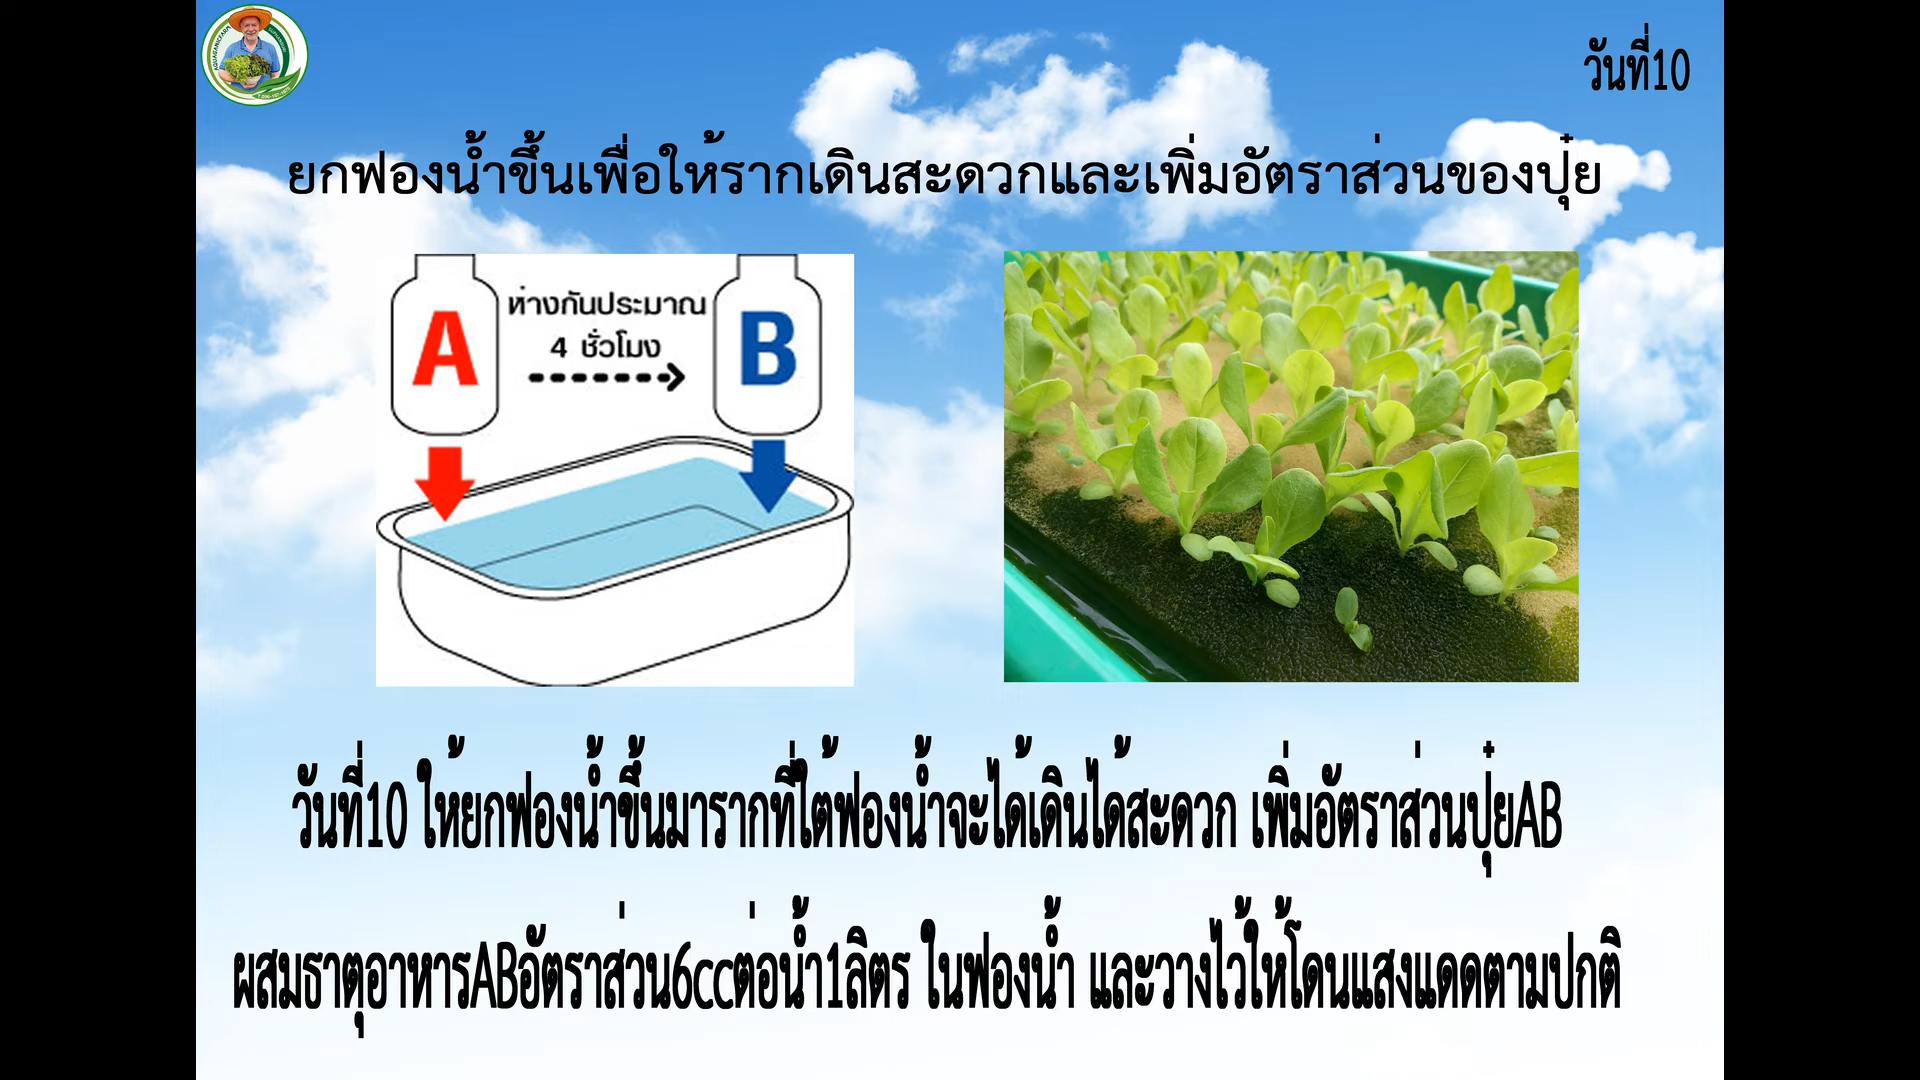 วันที่10
ยกฟองน้ำขึ้นเพื่อให้รากเดินสะดวกและเพิ่มอัตราส่วนของปุ๋ย
A
ห่างกันประมาณ
4 ชั่วโมง
B
วันที่10 ให้ยกฟองน้ำขึ้นมารากที่ใต้ฟองน้ำจะได้เดินได้สะดวก เพิ่มอัตราส่วนปุ๋ยAB
ผสมธาตุอาหารABอัตราส่วน6ccต่อน้ำ1ลิตร ในฟองน้ำ และวางไว้ให้โดนแสงแดดตามปกติ